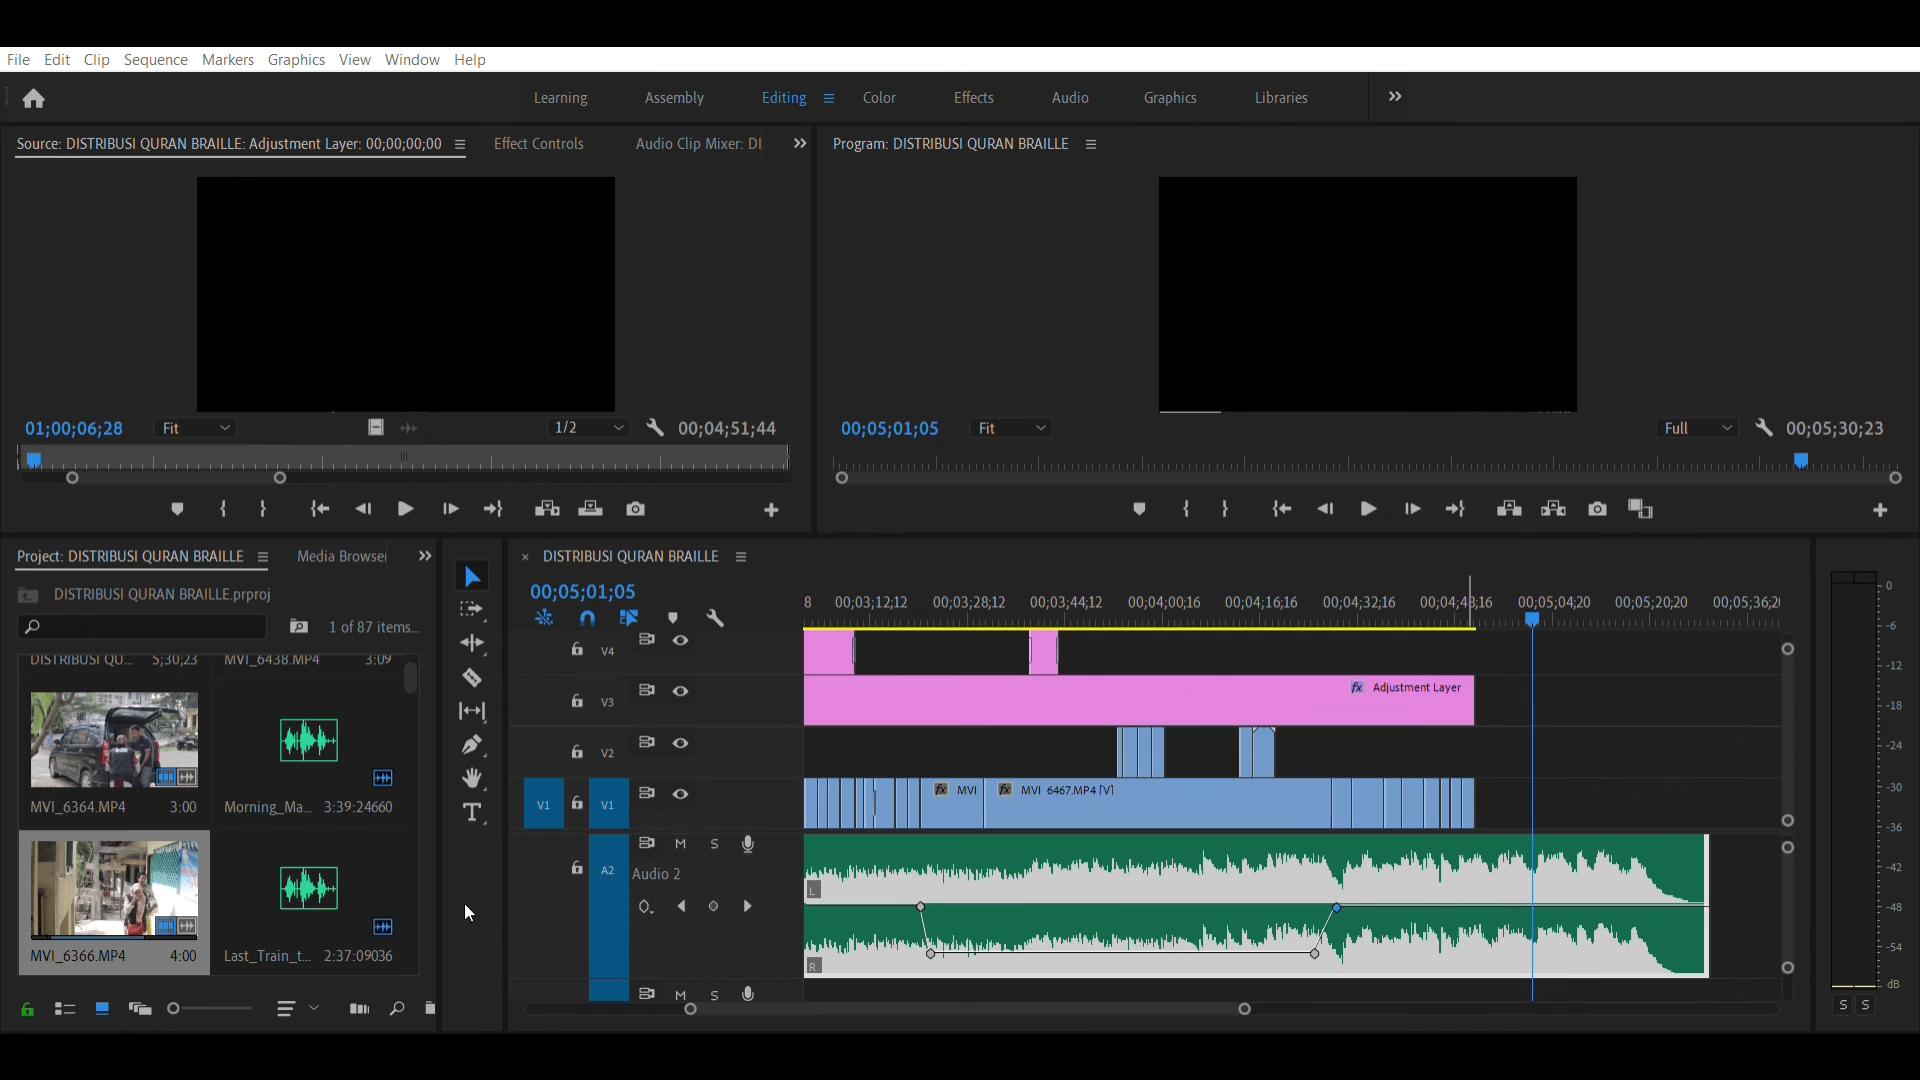 File Edit Clip Sequence Markers Graphics View Window Help
Learning Assembly Editing Color Effects Audio Graphics Libraries
Source: DISTRIBUSI QURAN BRAILLE: Adjustment Layer: 00;00;00;00 Effect Controls Audio Clip Mixer: DI
Program: DISTRIBUSI QURAN BRAILLE
01;00;06;28 Fit 1/2 00;04;51;44
00;05;01;05 Fit Full 00;05;30;23
Project: DISTRIBUSI QURAN BRAILLE Media Browse
DISTRIBUSI QURAN BRAILLE.prproj
1 of 87 items...
DISTRIBUSI QU... 5;30;23 MVI_6438.MP4 3:09
MVI_6364.MP4 3:00 Morning_Ma... 3:39:24660
MVI_6366.MP4 4:00 Last_Train_t... 2:37:09036
DISTRIBUSI QURAN BRAILLE
00;05;01;05
8 00;03;12;12 00;03;28;12 00;03;44;12 00;04;00;16 00;04;16;16 00;04;32;16 00;04;48;16 00;05;04;20 00;05;20;20 00;05;36;20
V4
V3 fx Adjustment Layer
V2
V1 V1 fx MVI fx MVI_6467.MP4 [V]
M S
A2 Audio 2
L
R
M S
0
-6
-12
-18
-24
-30
-36
-42
-48
-54
dB
S S